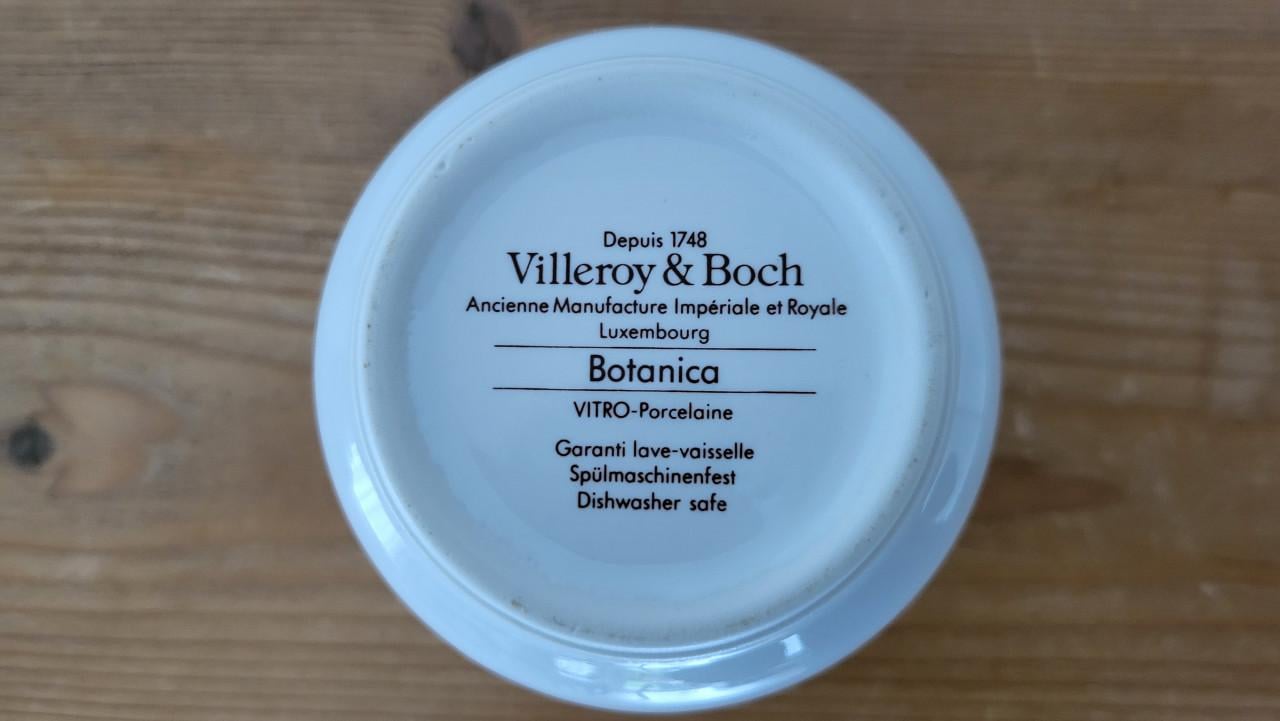 Depuis 1748
Villeroy & Boch
Ancienne Manufacture Impériale et Royale
Luxembourg
Botanica
VITRO-Porcelaine
Garanti lave-vaisselle
Spülmaschinenfest
Dishwasher safe